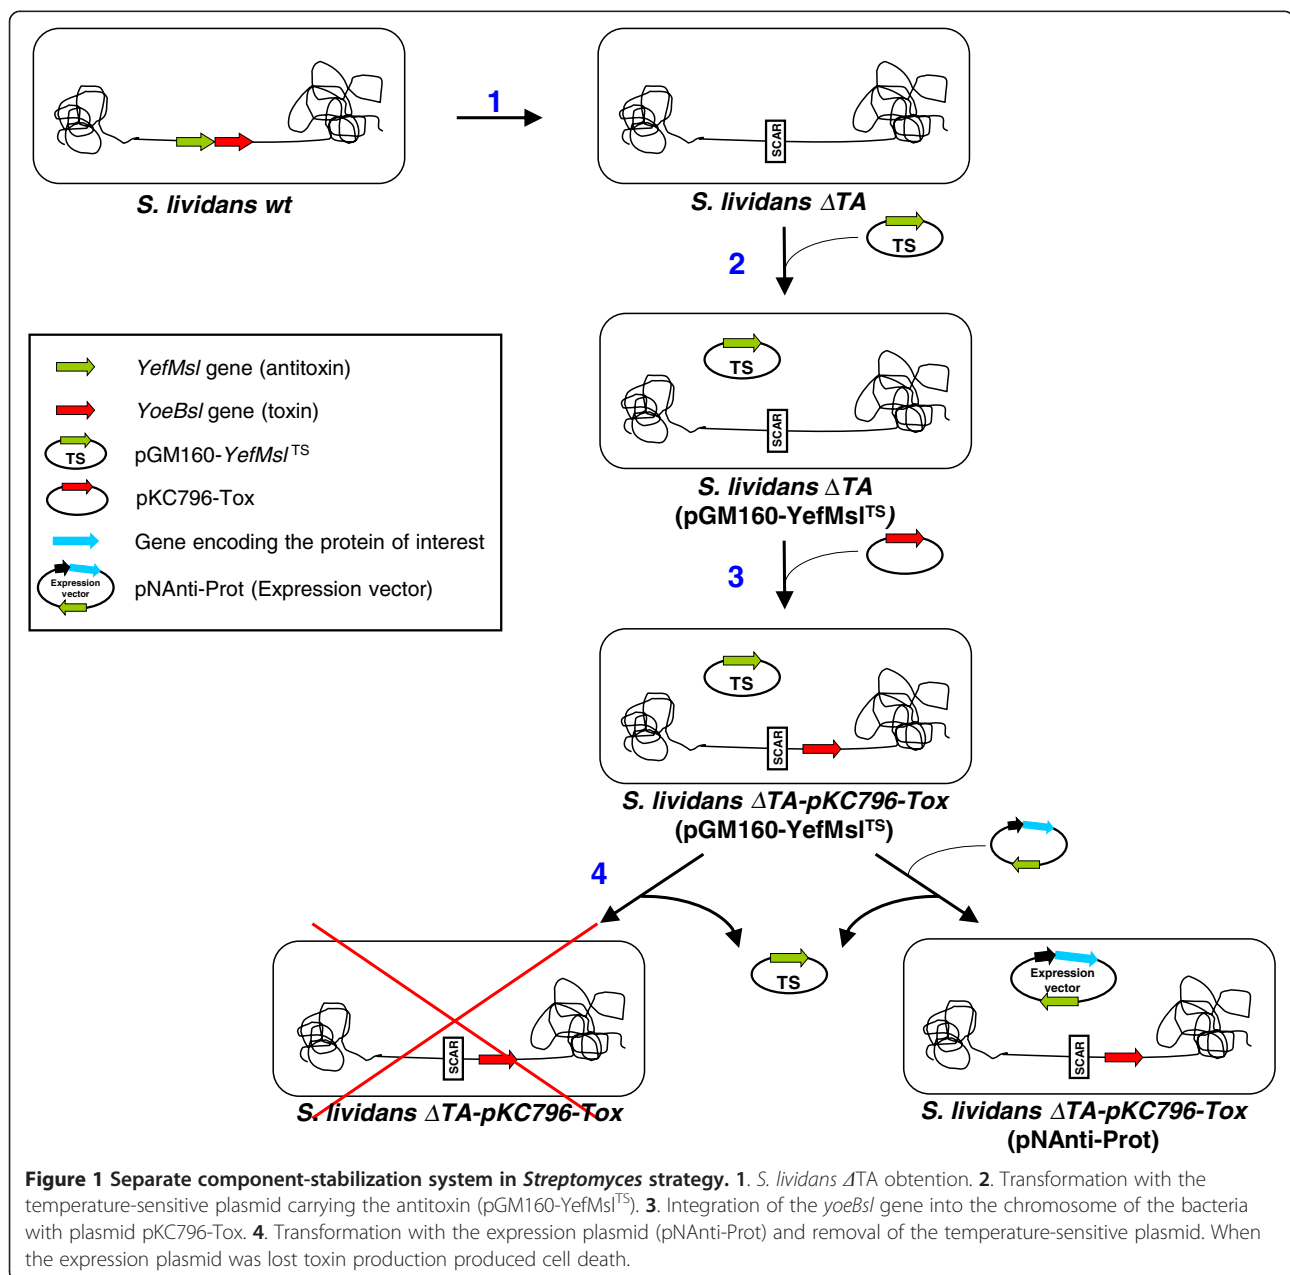 1
SCAR
S. lividans wt
S. lividans ΔTA
TS
2
TS
SCAR
YefMsl gene (antitoxin)
YoeBsl gene (toxin)
TS
pGM160-YefMsl TS
pKC796-Tox
Gene encoding the protein of interest
Expression
vector
pNAnti-Prot (Expression vector)
S. lividans ΔTA
(pGM160-YefMslTS)
3
TS
SCAR
S. lividans ΔTA-pKC796-Tox
(pGM160-YefMslTS)
4
TS
SCAR
S. lividans ΔTA-pKC796-Tox
Expression
vector
SCAR
S. lividans ΔTA-pKC796-Tox
(pNAnti-Prot)
Figure 1 Separate component-stabilization system in Streptomyces strategy. 1. S. lividans ΔTA obtention. 2. Transformation with the
temperature-sensitive plasmid carrying the antitoxin (pGM160-YefMslTS). 3. Integration of the yoeBsl gene into the chromosome of the bacteria
with plasmid pKC796-Tox. 4. Transformation with the expression plasmid (pNAnti-Prot) and removal of the temperature-sensitive plasmid. When
the expression plasmid was lost toxin production produced cell death.